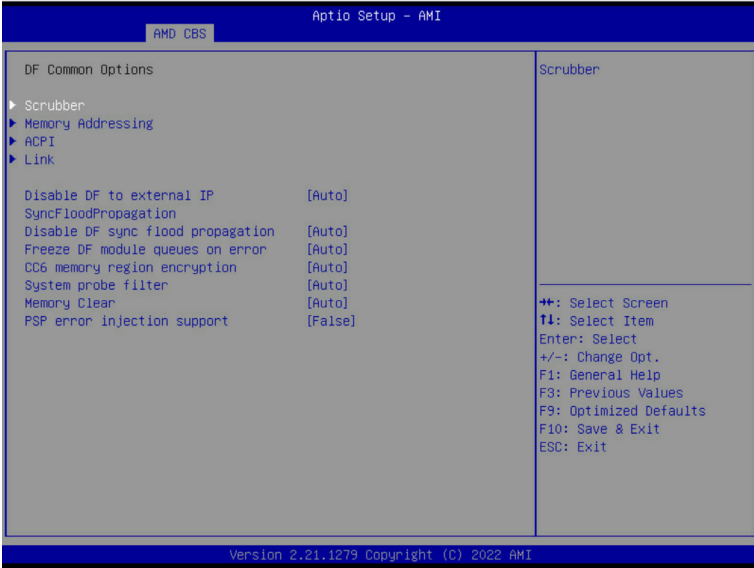 Aptio Setup – AMI
AMD CBS
DF Common Options
Scrubber
Memory Addressing
ACPI
Link
Disable DF to external IP [Auto]
SyncFloodPropagation
Disable DF sync flood propagation [Auto]
Freeze DF module queues on error [Auto]
CC6 memory region encryption [Auto]
System probe filter [Auto]
Memory Clear [Auto]
PSP error injection support [False]
Scrubber
→←: Select Screen
↑↓: Select Item
Enter: Select
+/-: Change Opt.
F1: General Help
F3: Previous Values
F9: Optimized Defaults
F10: Save & Exit
ESC: Exit
Version 2.21.1279 Copyright (C) 2022 AMI